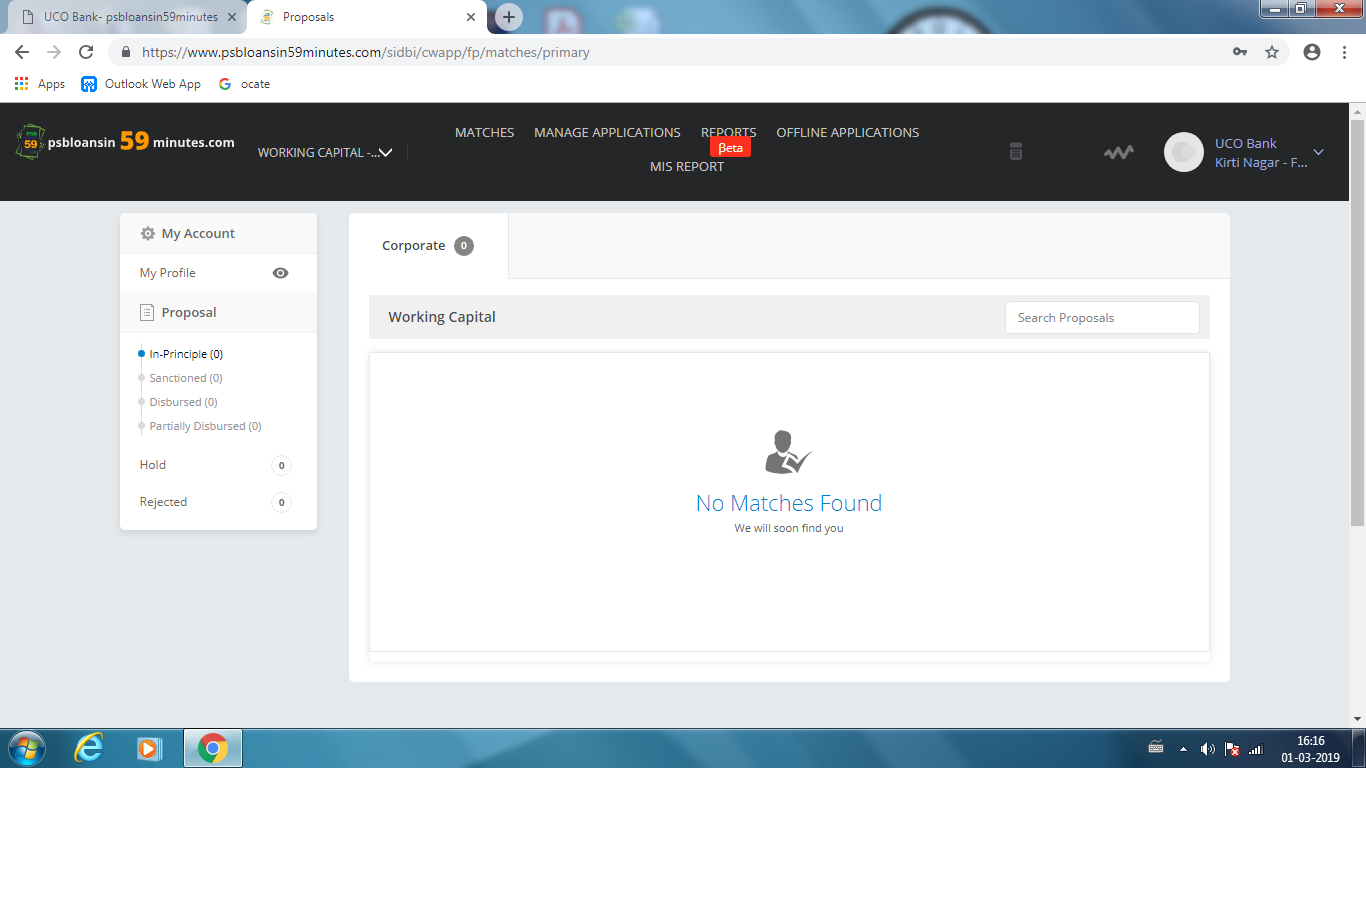 UCO Bank- psbloansin59minutes
Proposals
https://www.psbloansin59minutes.com/sidbi/cwapp/fp/matches/primary
Apps
Outlook Web App
ocate
PSB
59
psbloansin 59 minutes.com
WORKING CAPITAL -...
MATCHES
MANAGE APPLICATIONS
REPORTS
OFFLINE APPLICATIONS
βeta
MIS REPORT
UCO Bank
Kirti Nagar - F...
My Account
My Profile
Proposal
In-Principle (0)
Sanctioned (0)
Disbursed (0)
Partially Disbursed (0)
Hold 0
Rejected 0
Corporate 0
Working Capital
Search Proposals
No Matches Found
We will soon find you
16:16
01-03-2019